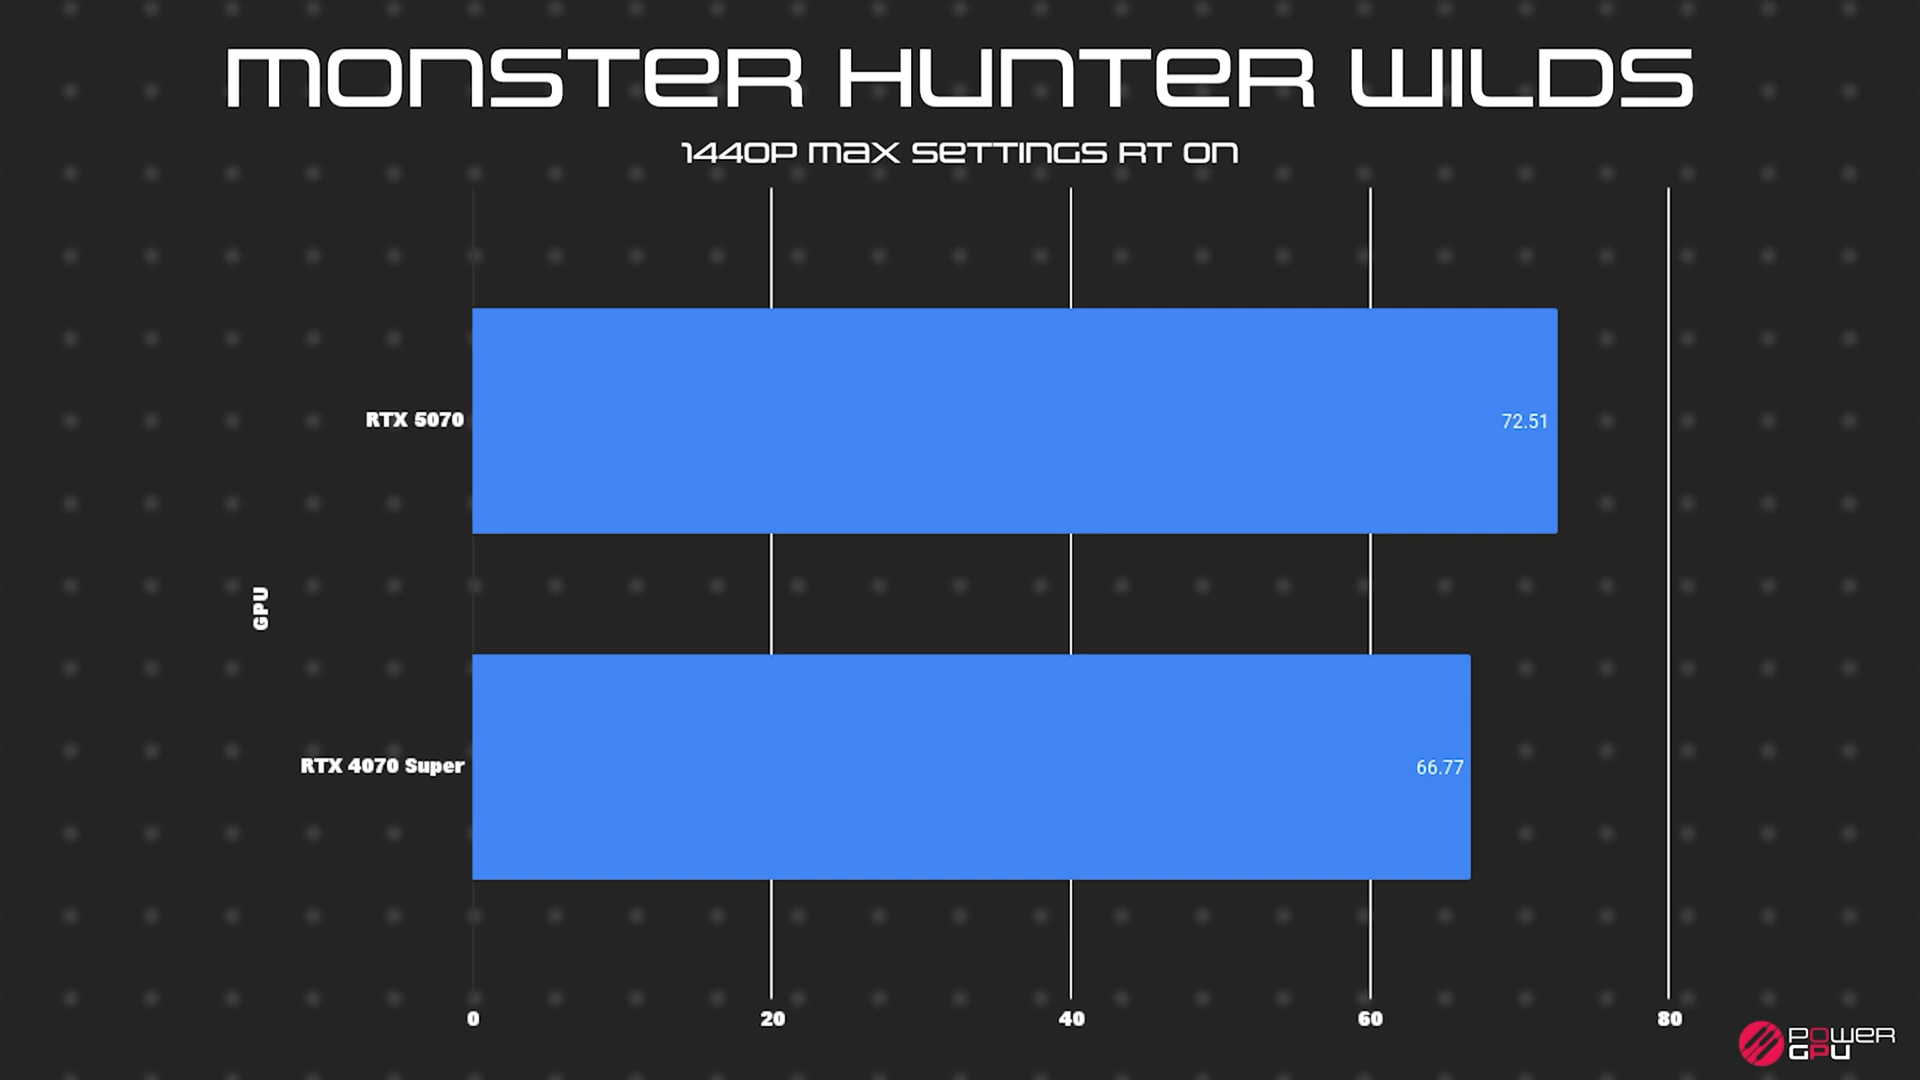 MONSTER HUNTER WILDS
1440P MAX SETTINGS RT ON
RTX 5070
72.51
GPU
RTX 4070 Super
66.77
0 20 40 60 80
POWER
GPU